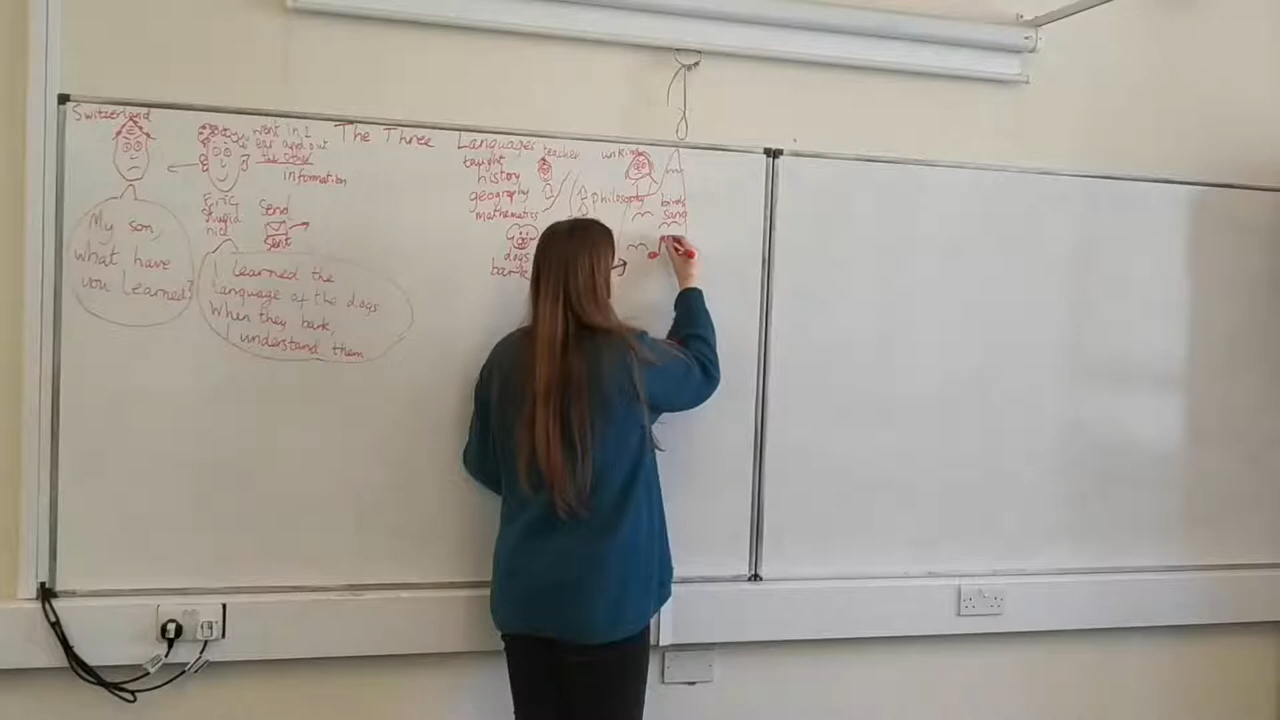 Switzerland
went in 1
ear and out
the other
information
The Three Languages
Eric
stupid
nice
Send
Sent
My son,
what have
you learned?
I learned the
language of the dogs
When they bark,
I understand them
teacher
taught
history
geography
mathematics
philosophy
dogs
bark
birds
sang